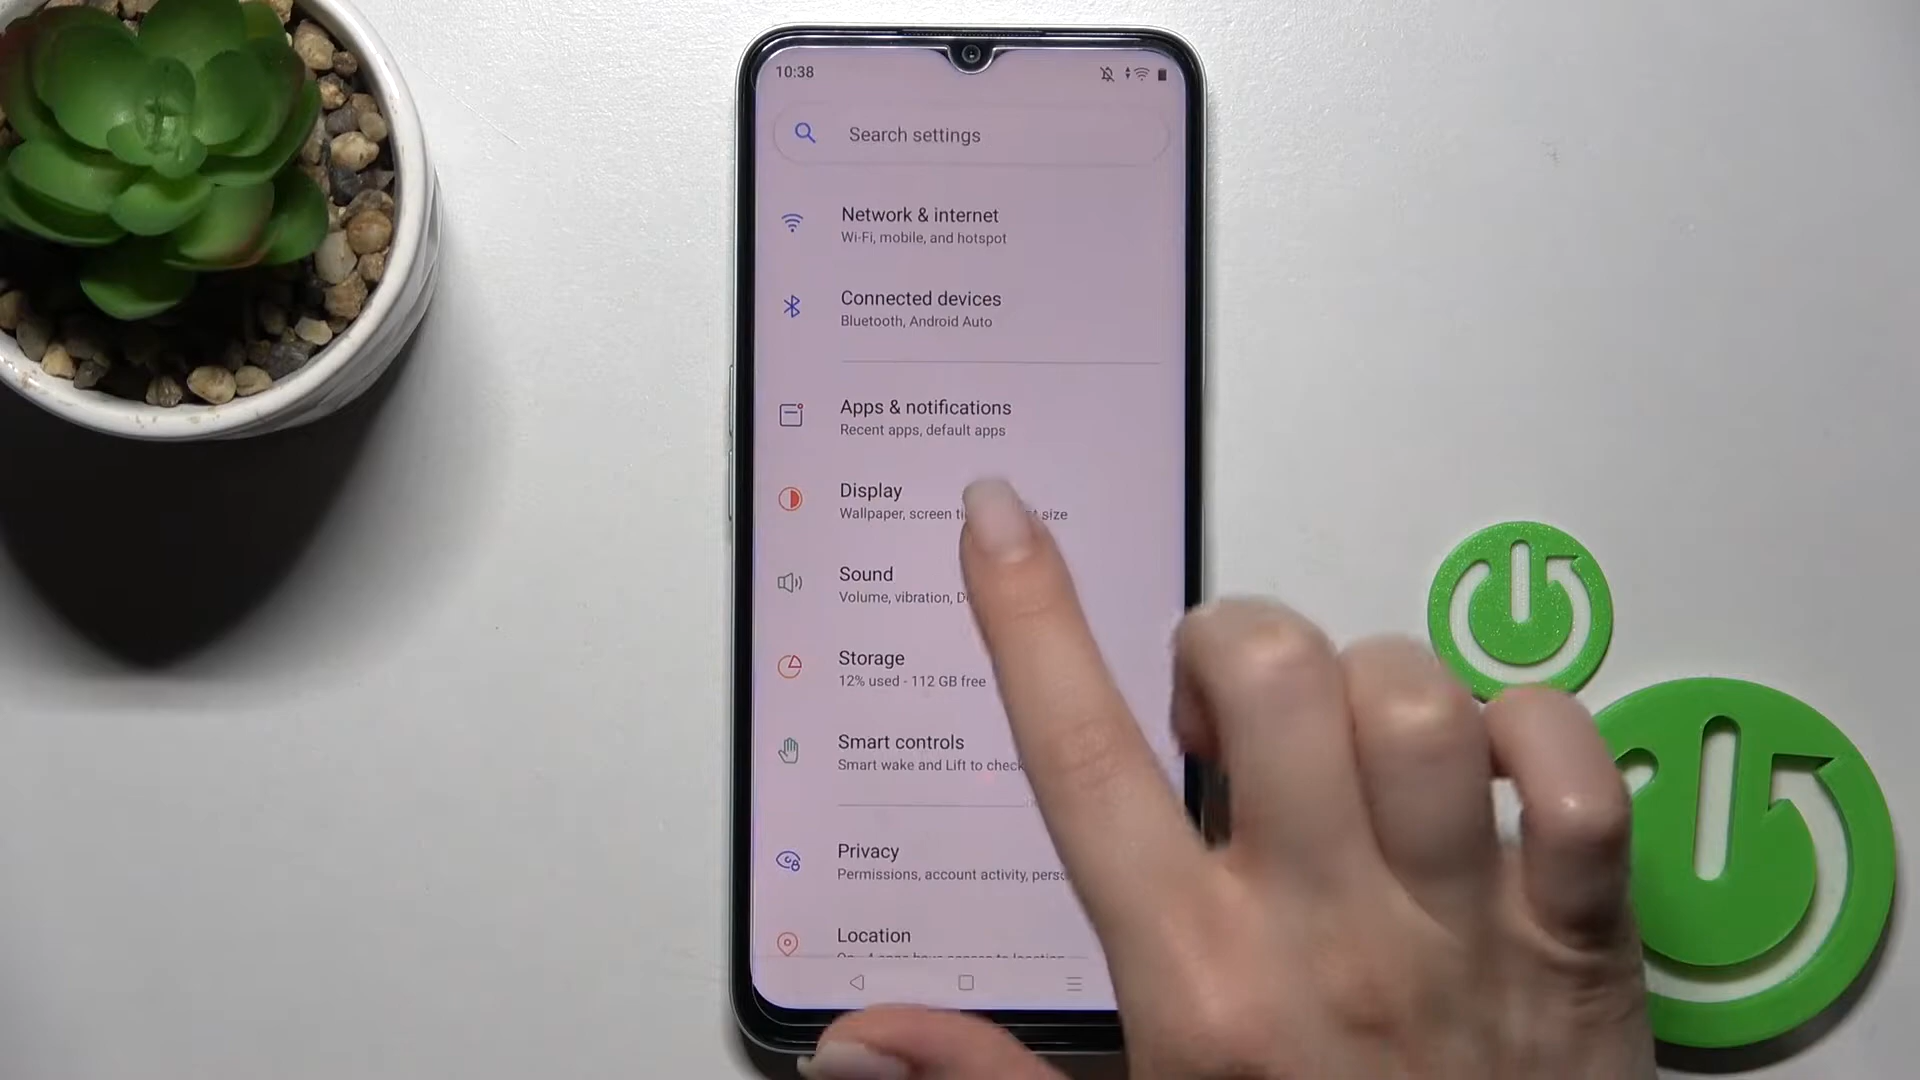 10:38
Search settings
Network & internet
Wi-Fi, mobile, and hotspot
Connected devices
Bluetooth, Android Auto
Apps & notifications
Recent apps, default apps
Display
Wallpaper, screen size
Sound
Volume, vibration,
Storage
12% used - 112 GB free
Smart controls
Smart wake and Lift to check
Privacy
Permissions, account activity,
Location